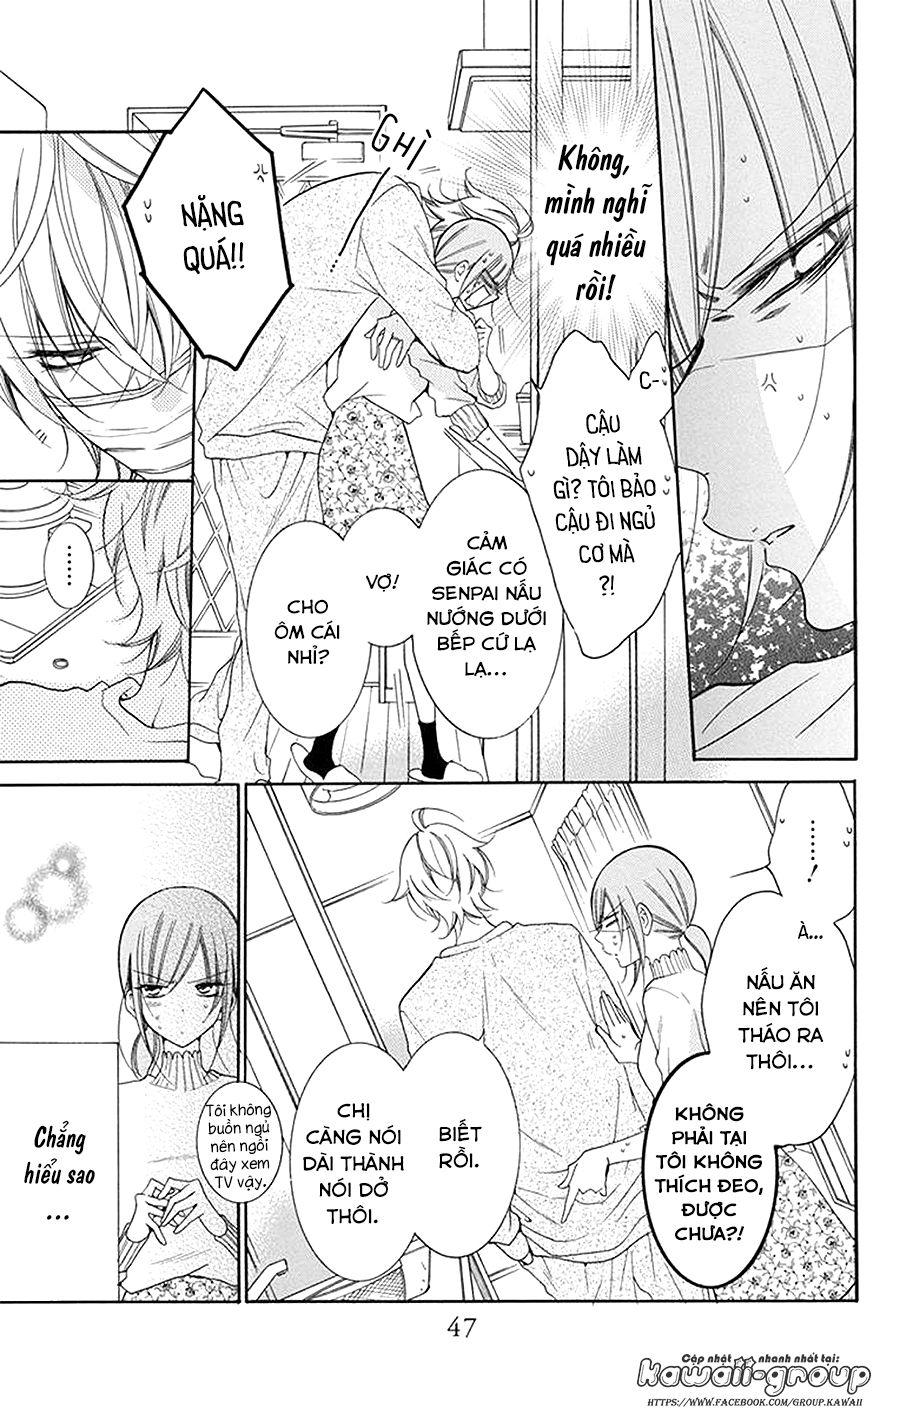 Không,
mình nghĩ
quá nhiều
rồi!
C-
CẬU
DẬY LÀM
GÌ? TÔI BẢO
CẬU ĐI NGỦ
CƠ MÀ
?!
GHÌ
NẶNG
QUÁ!!
CẢM
GIÁC CÓ
SENPAI NẤU
NƯỚNG DƯỚI
BẾP CỨ LẠ
LẠ...
VỢ!
CHO
ÔM CÁI
NHỈ?
......
......!
À...
NẤU ĂN
NÊN TÔI
THÁO RA
THÔI...
KHÔNG
PHẢI TẠI
TÔI KHÔNG
THÍCH ĐEO,
ĐƯỢC
CHƯA?!
BIẾT
RỒI.
CHỊ
CÀNG NÓI
DÀI THÀNH
NÓI DỞ
THÔI.
Tôi không
buồn ngủ
nên ngồi
đây xem
TV vậy.
Chẳng
hiểu sao
...
47
Cập nhật nhanh nhất tại:
kawaii-group
HTTPS://WWW.FACEBOOK.COM/GROUP.KAWAII